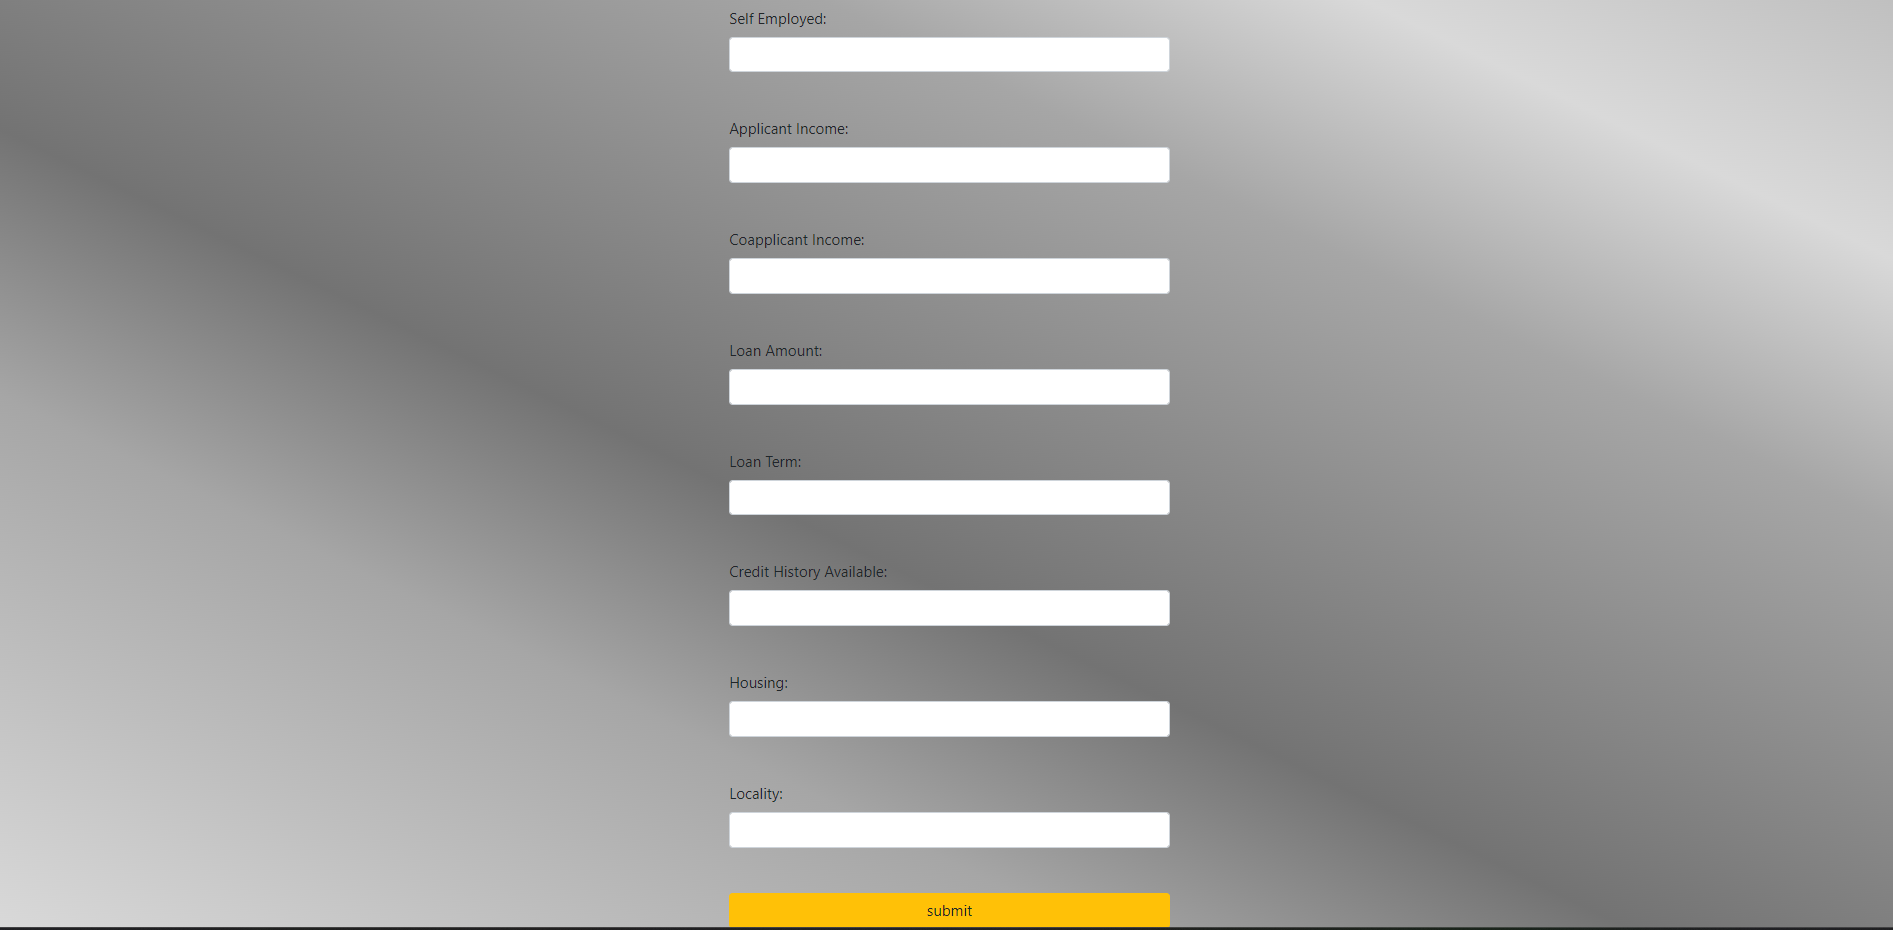 Self Employed:
Applicant Income:
Coapplicant Income:
Loan Amount:
Loan Term:
Credit History Available:
Housing:
Locality:
submit